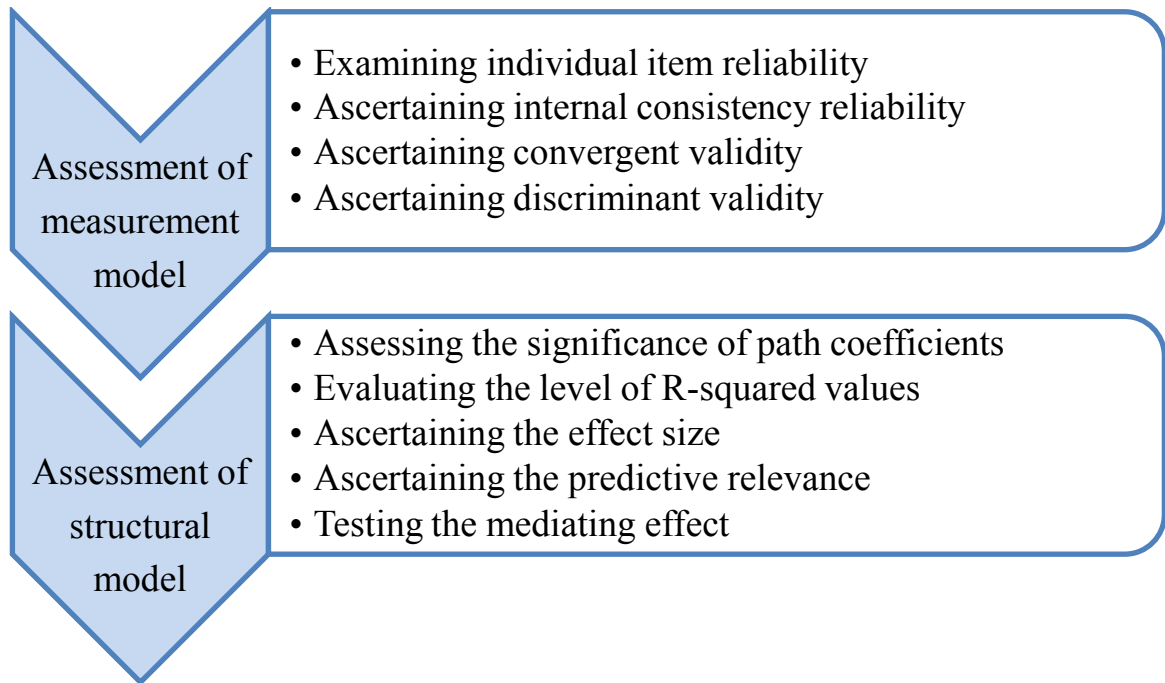 Assessment of
measurement
model
• Examining individual item reliability
• Ascertaining internal consistency reliability
• Ascertaining convergent validity
• Ascertaining discriminant validity
Assessment of
structural
model
• Assessing the significance of path coefficients
• Evaluating the level of R-squared values
• Ascertaining the effect size
• Ascertaining the predictive relevance
• Testing the mediating effect